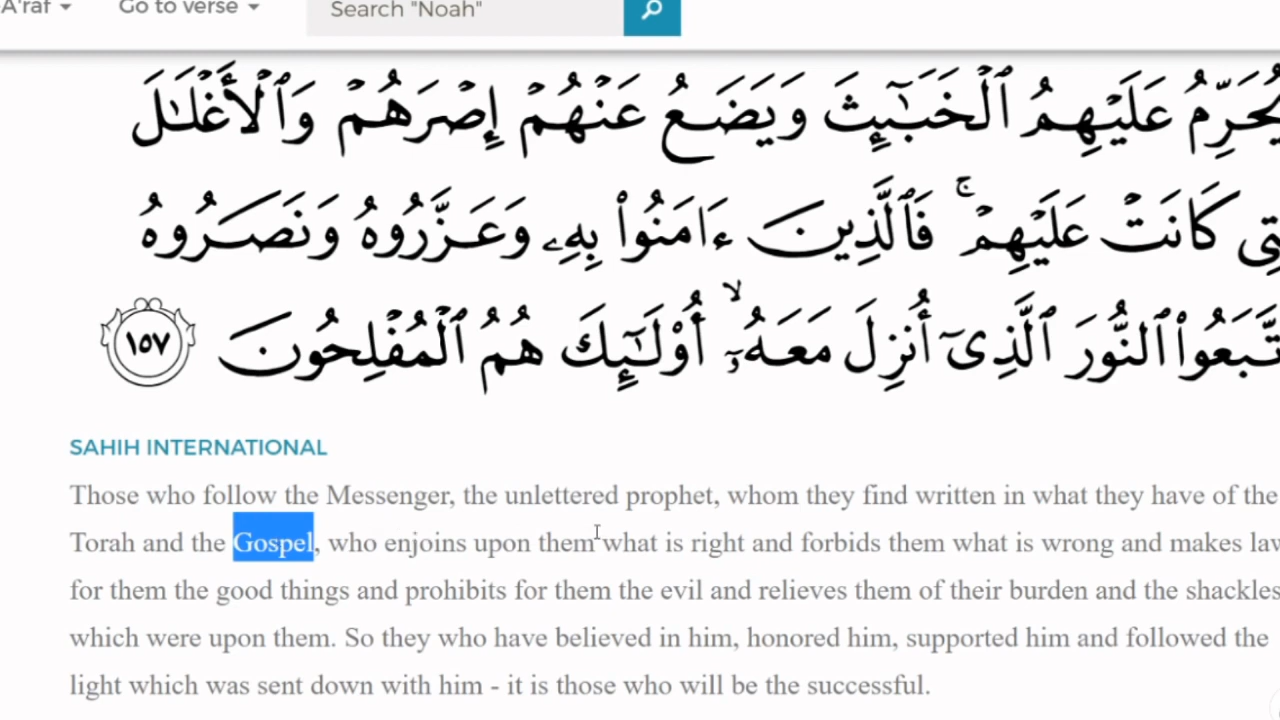 A'raf Go to verse Search "Noah"
يُحَرِّمُ عَلَيْهِمُ ٱلْخَبَـٰٓئِثَ وَيَضَعُ عَنْهُمْ إِصْرَهُمْ وَٱلْأَغْلَـٰلَ
كَانَتْ عَلَيْهِمْ ۚ فَٱلَّذِينَ ءَامَنُوا۟ بِهِۦ وَعَزَّرُوهُ وَنَصَرُوهُ
ٱلنُّورَ ٱلَّذِىٓ أُنزِلَ مَعَهُۥٓ ۙ أُو۟لَـٰٓئِكَ هُمُ ٱلْمُفْلِحُونَ ١٥٧
SAHIH INTERNATIONAL
Those who follow the Messenger, the unlettered prophet, whom they find written in what they have of the
Torah and the Gospel, who enjoins upon them what is right and forbids them what is wrong and makes
for them the good things and prohibits for them the evil and relieves them of their burden and the shackles
which were upon them. So they who have believed in him, honored him, supported him and followed the
light which was sent down with him - it is those who will be the successful.